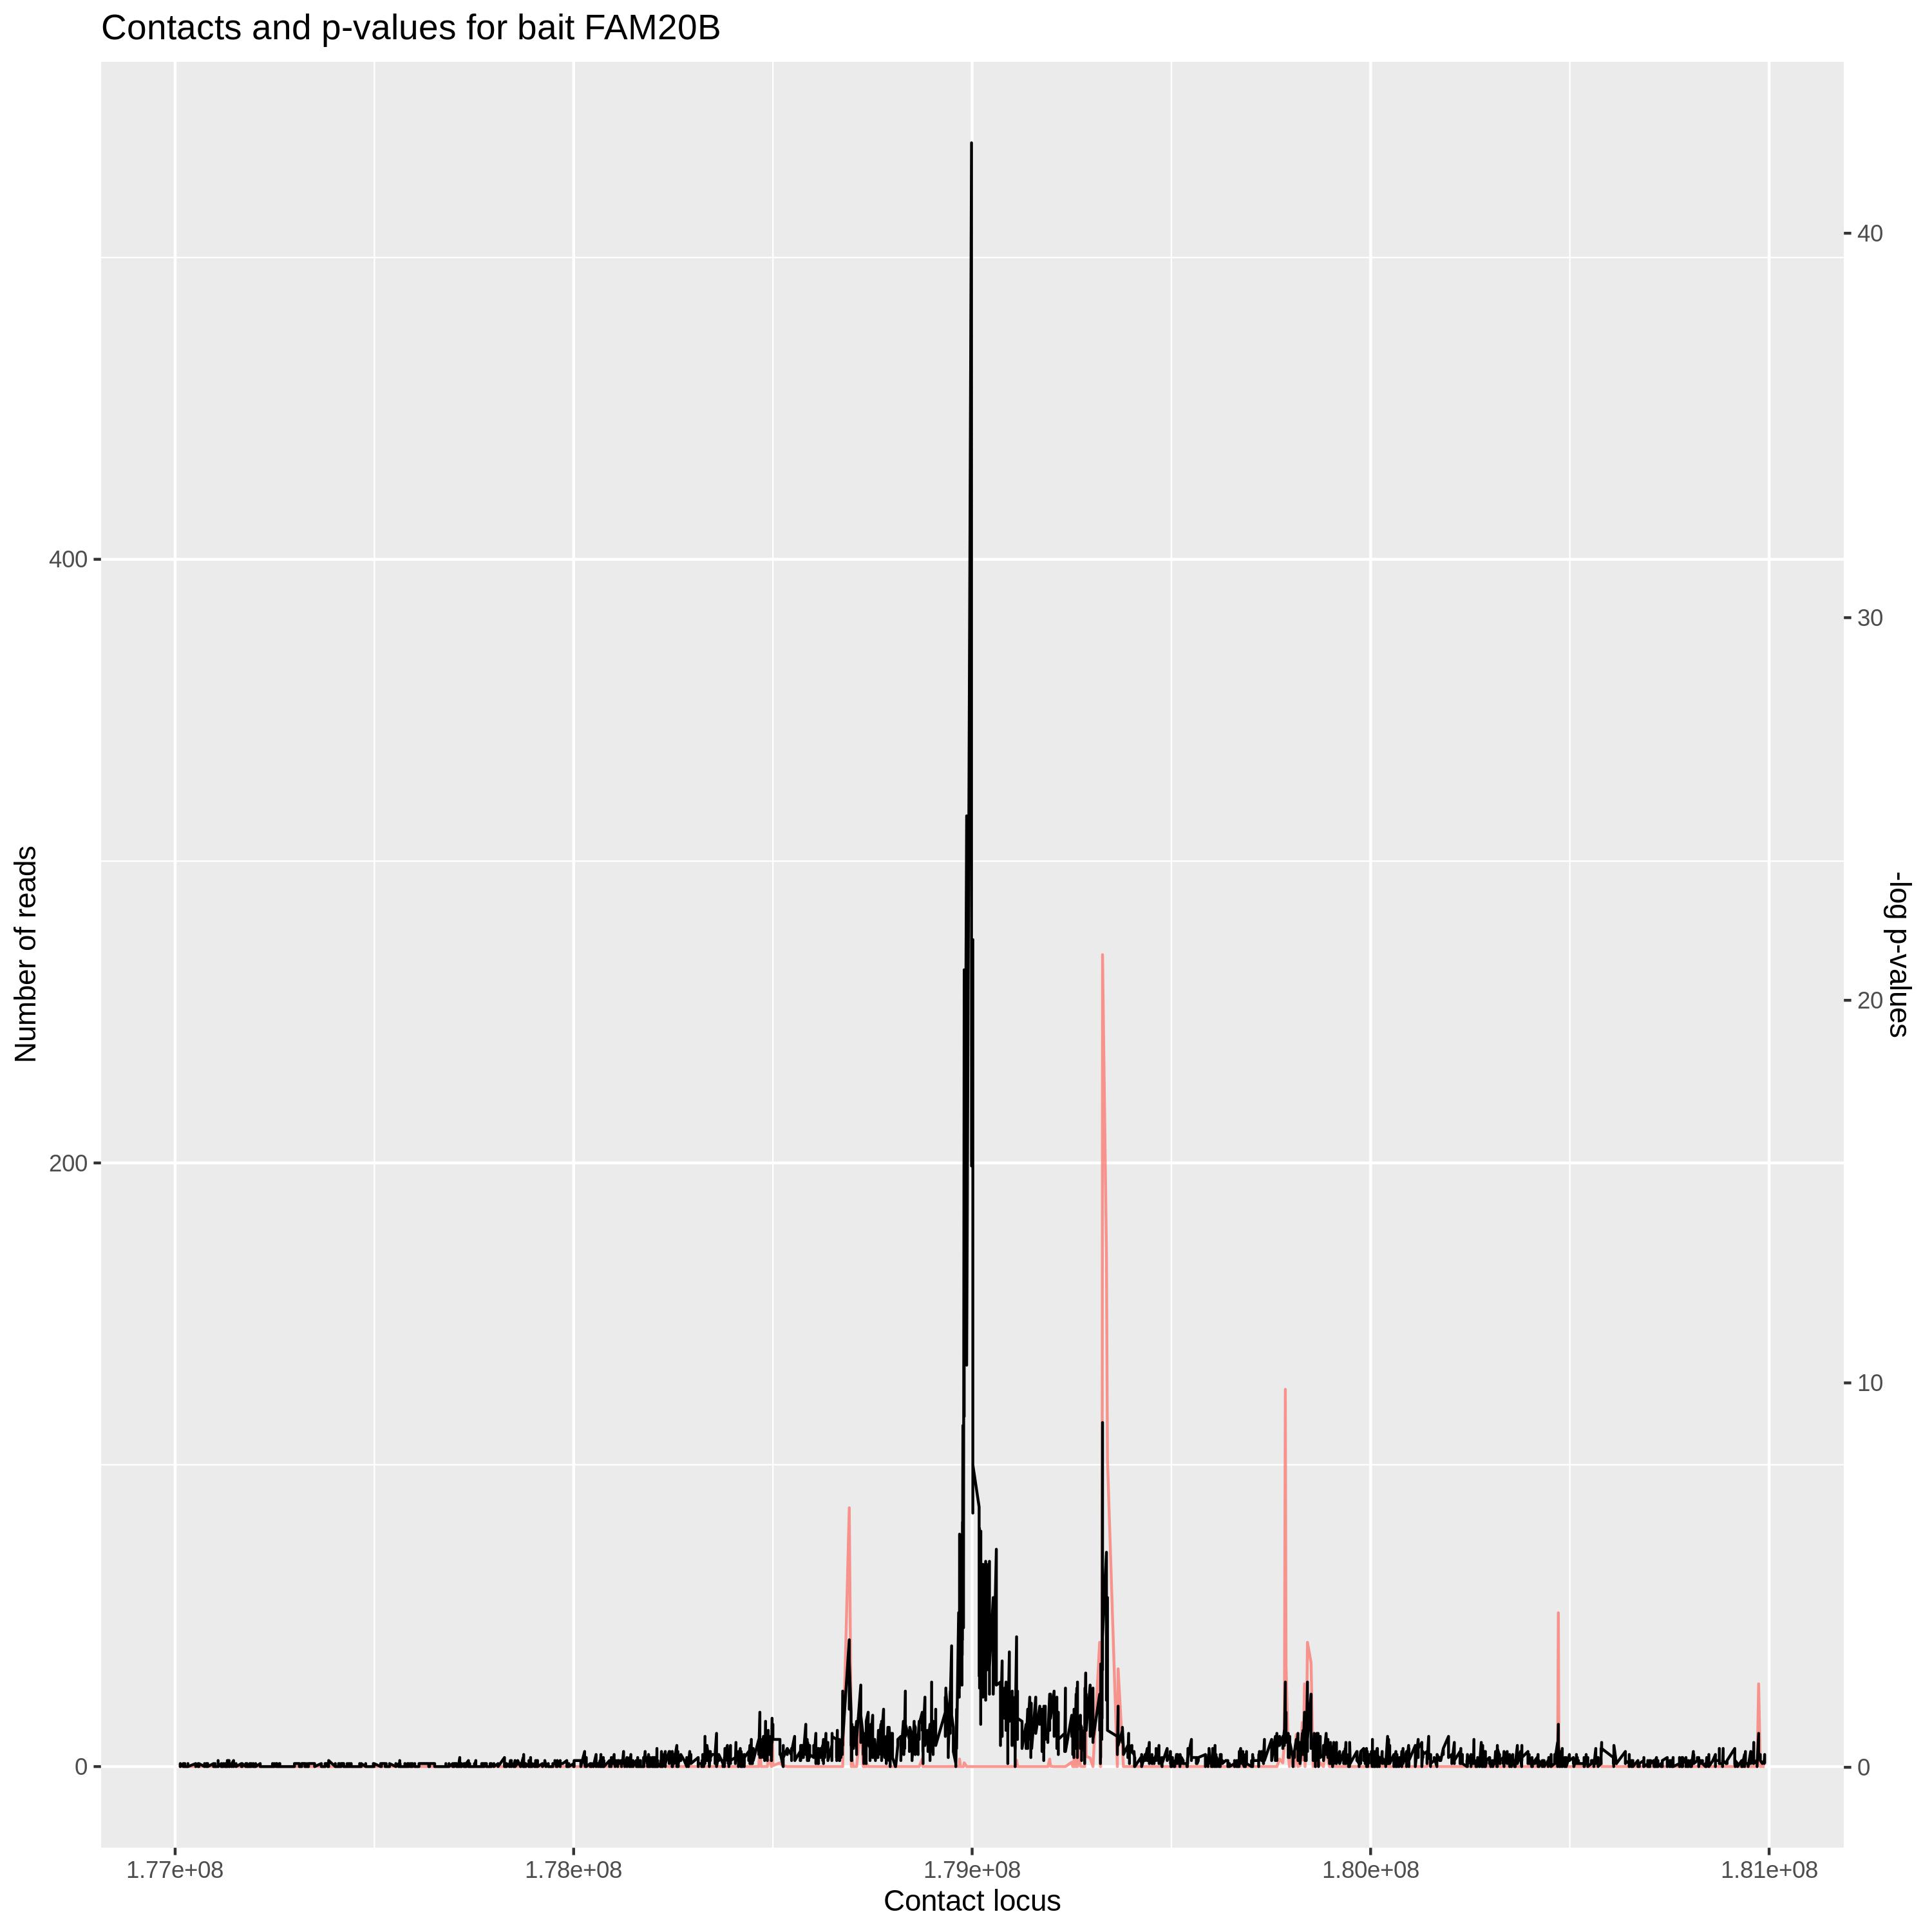 Contacts and p-values for bait FAM20B
Number of reads
400
200
0
40
30
20
10
0
-log p-values
1.77e+08 1.78e+08 1.79e+08 1.80e+08 1.81e+08
Contact locus